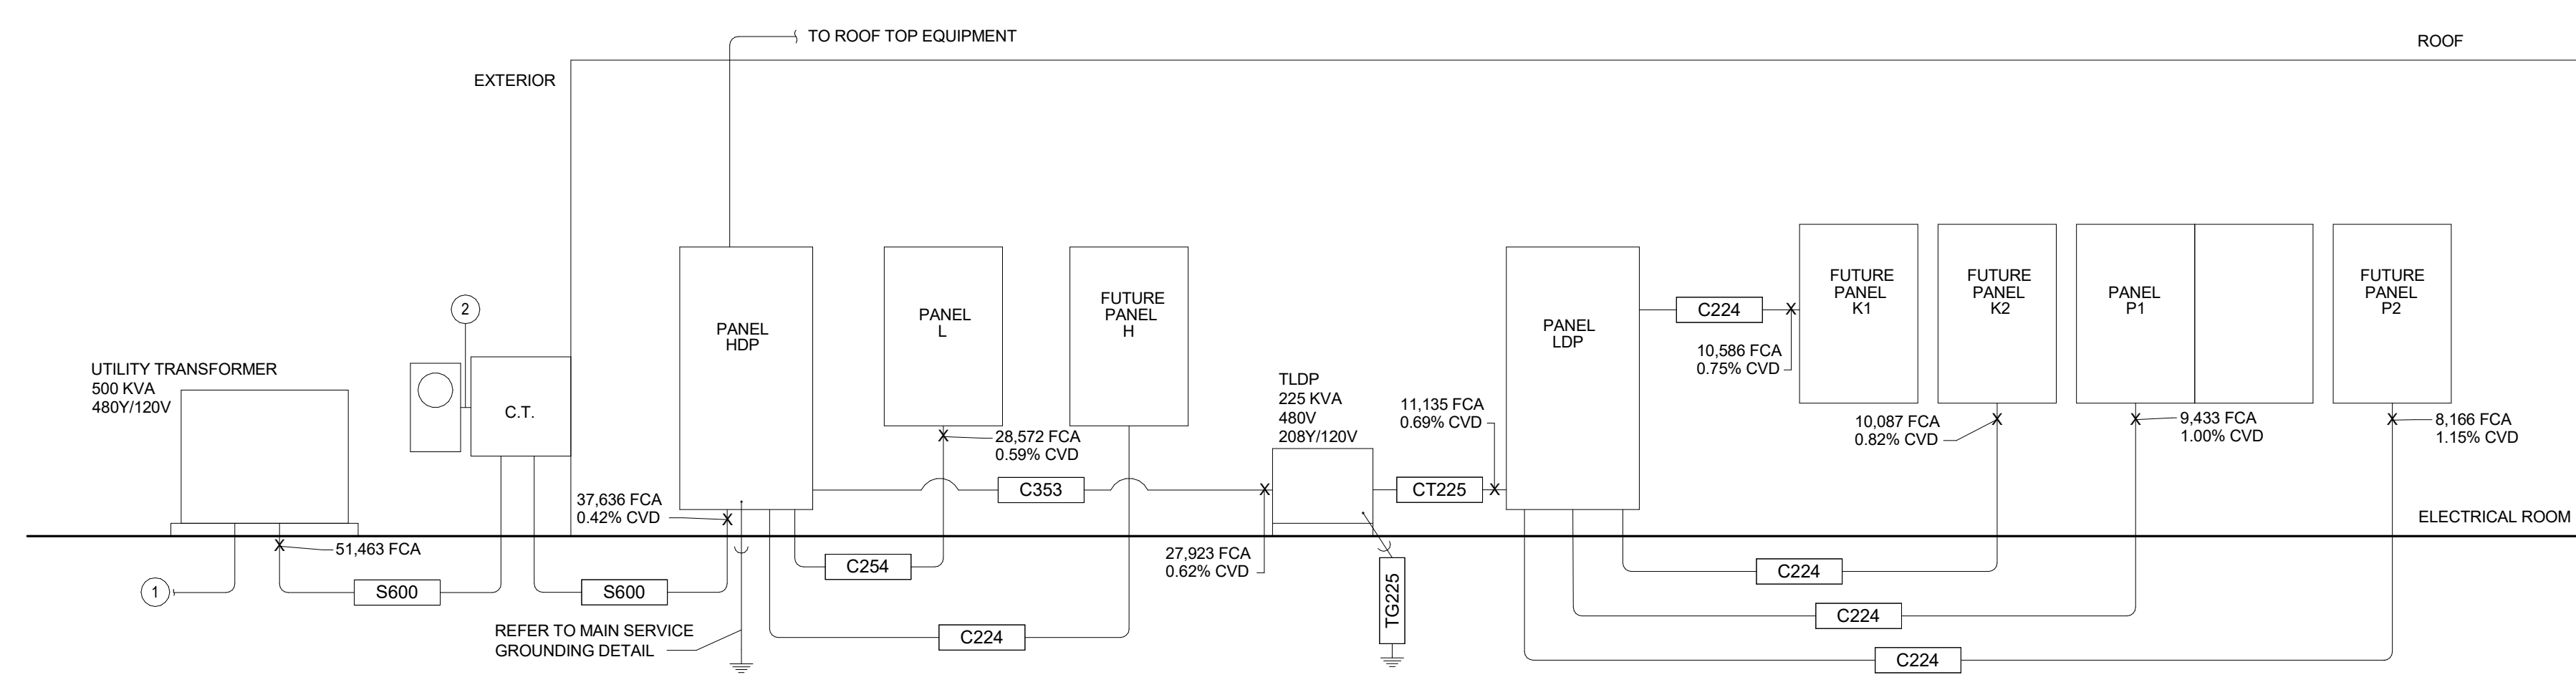 TO ROOF TOP EQUIPMENT
ROOF
EXTERIOR
UTILITY TRANSFORMER
500 KVA
480Y/120V
1
51,463 FCA
S600
2
C.T.
S600
37,636 FCA
0.42% CVD
REFER TO MAIN SERVICE
GROUNDING DETAIL
PANEL
HDP
C254
PANEL
L
28,572 FCA
0.59% CVD
C224
FUTURE
PANEL
H
C353
27,923 FCA
0.62% CVD
TLDP
225 KVA
480V
208Y/120V
TG225
CT225
11,135 FCA
0.69% CVD
PANEL
LDP
C224
10,586 FCA
0.75% CVD
FUTURE
PANEL
K1
FUTURE
PANEL
K2
10,087 FCA
0.82% CVD
PANEL
P1
9,433 FCA
1.00% CVD
FUTURE
PANEL
P2
8,166 FCA
1.15% CVD
ELECTRICAL ROOM
C224
C224
C224
X
X
X
X
X
X
X
X
X